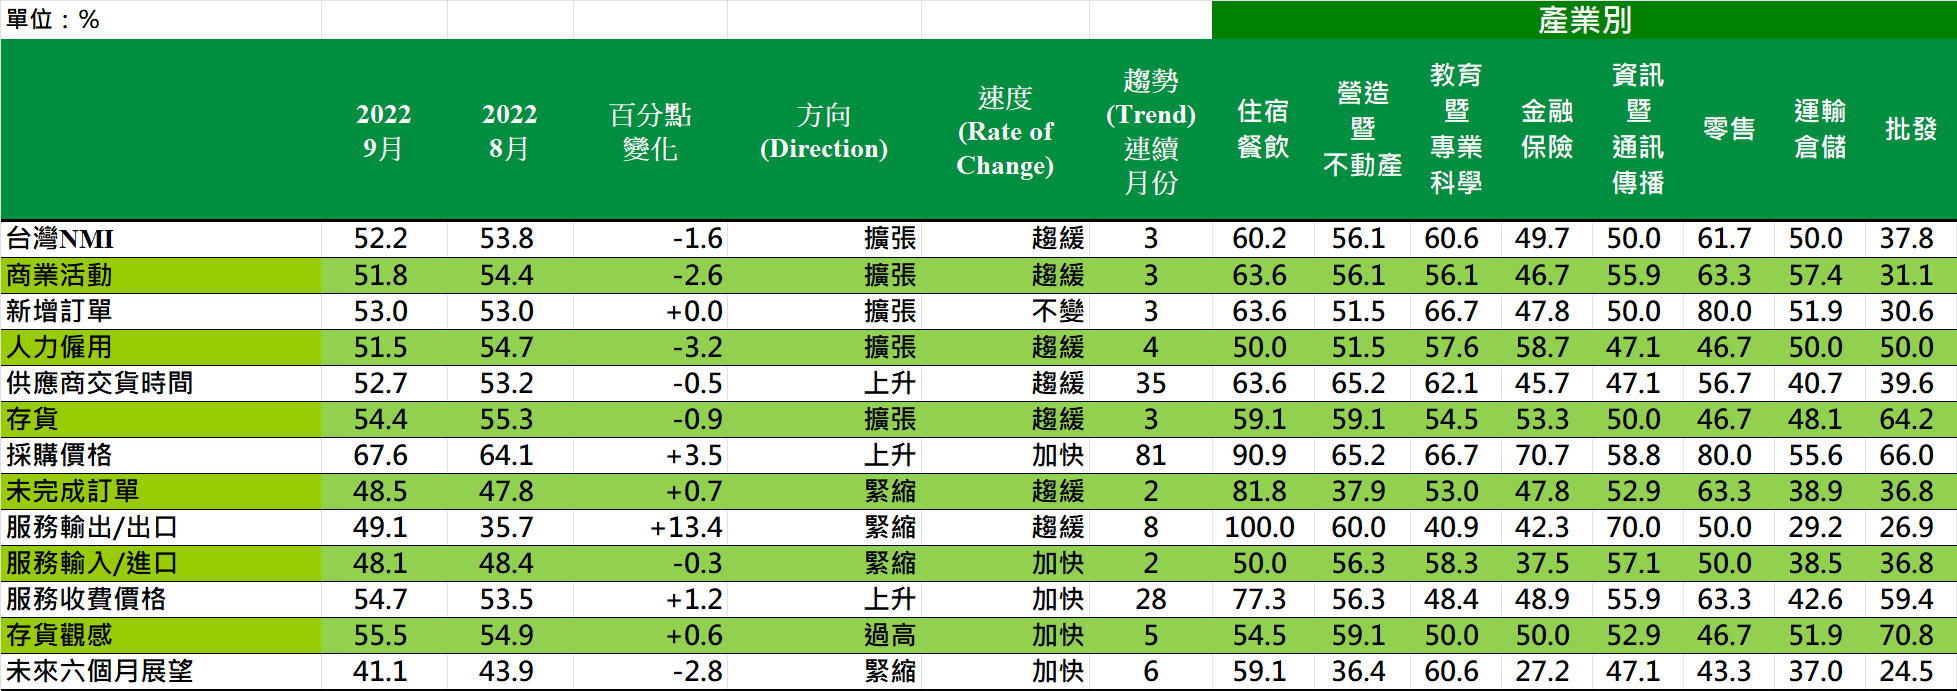 單位：%
產業別
2022 9月 2022 8月 百分點變化 方向(Direction) 速度(Rate of Change) 趨勢(Trend)連續月份 住宿餐飲 營造暨不動產 教育暨專業科學 金融保險 資訊暨通訊傳播 零售 運輸倉儲 批發
台灣NMI 52.2 53.8 -1.6 擴張 趨緩 3 60.2 56.1 60.6 49.7 50.0 61.7 50.0 37.8
商業活動 51.8 54.4 -2.6 擴張 趨緩 3 63.6 56.1 56.1 46.7 55.9 63.3 57.4 31.1
新增訂單 53.0 53.0 +0.0 擴張 不變 3 63.6 51.5 66.7 47.8 50.0 80.0 51.9 30.6
人力僱用 51.5 54.7 -3.2 擴張 趨緩 4 50.0 51.5 57.6 58.7 47.1 46.7 50.0 50.0
供應商交貨時間 52.7 53.2 -0.5 上升 趨緩 35 63.6 65.2 62.1 45.7 47.1 56.7 40.7 39.6
存貨 54.4 55.3 -0.9 擴張 趨緩 3 59.1 59.1 54.5 53.3 50.0 46.7 48.1 64.2
採購價格 67.6 64.1 +3.5 上升 加快 81 90.9 65.2 66.7 70.7 58.8 80.0 55.6 66.0
未完成訂單 48.5 47.8 +0.7 緊縮 趨緩 2 81.8 37.9 53.0 47.8 52.9 63.3 38.9 36.8
服務輸出/出口 49.1 35.7 +13.4 緊縮 趨緩 8 100.0 60.0 40.9 42.3 70.0 50.0 29.2 26.9
服務輸入/進口 48.1 48.4 -0.3 緊縮 加快 2 50.0 56.3 58.3 37.5 57.1 50.0 38.5 36.8
服務收費價格 54.7 53.5 +1.2 上升 加快 28 77.3 56.3 48.4 48.9 55.9 63.3 42.6 59.4
存貨觀感 55.5 54.9 +0.6 過高 加快 5 54.5 59.1 50.0 50.0 52.9 46.7 51.9 70.8
未來六個月展望 41.1 43.9 -2.8 緊縮 加快 6 59.1 36.4 60.6 27.2 47.1 43.3 37.0 24.5